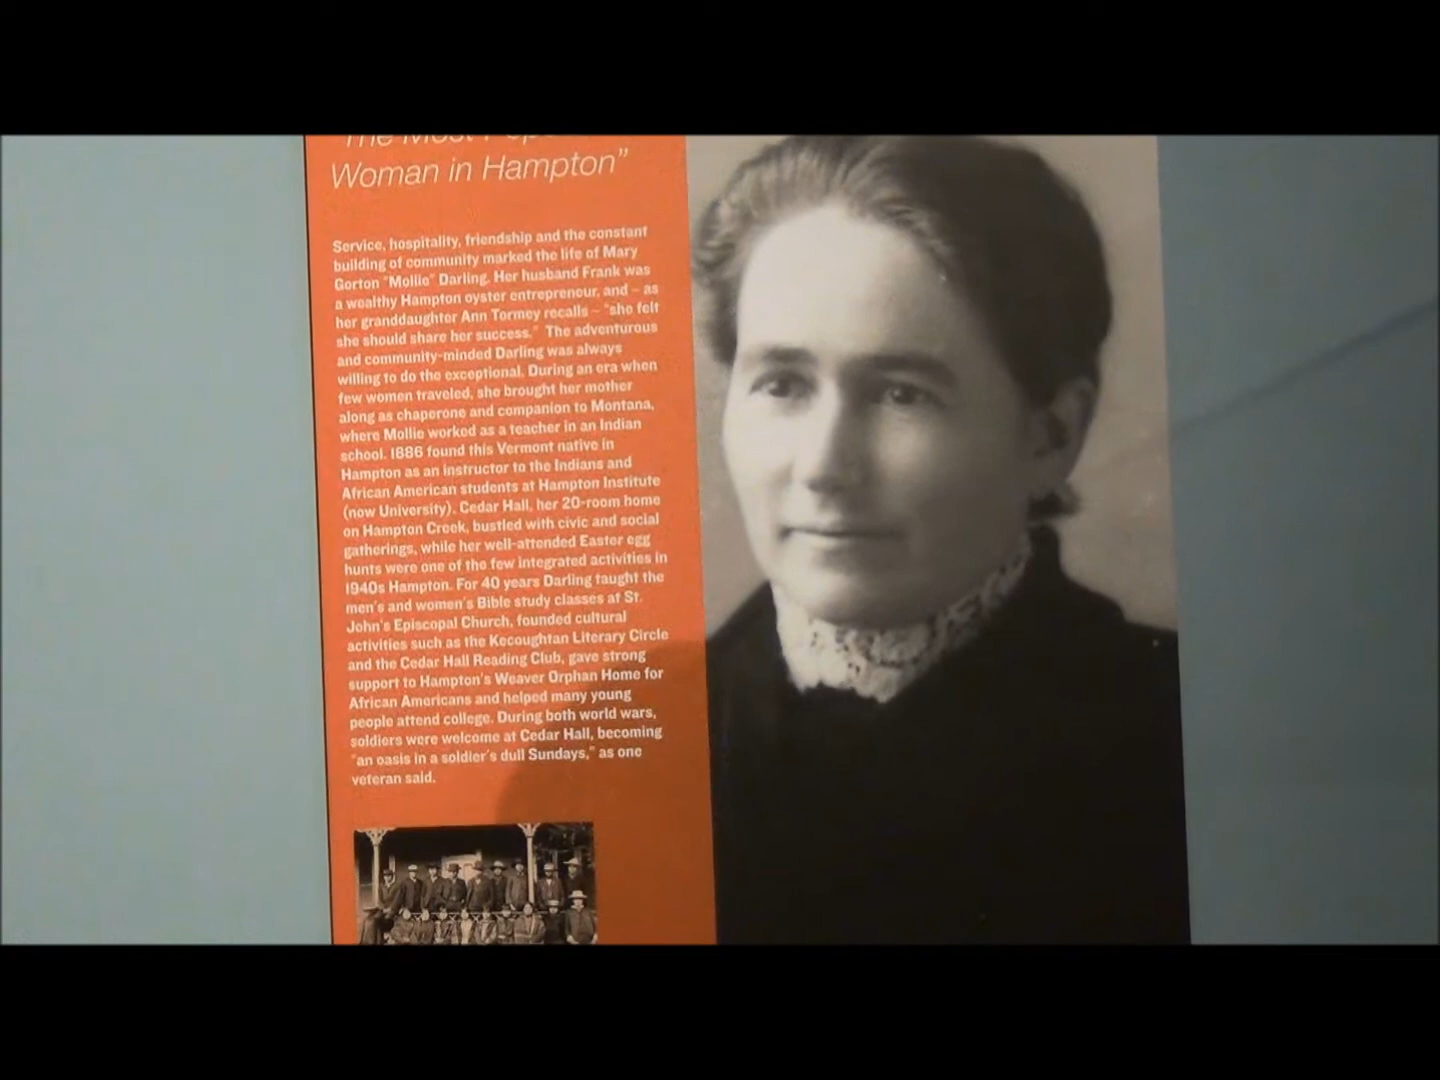 The Most
Woman in Hampton”
Service, hospitality, friendship and the constant
building of community marked the life of Mary
Gorton "Mollie" Darling. Her husband Frank was
a wealthy Hampton oyster entrepreneur, and – as
her granddaughter Ann Tormey recalls – "she felt
she should share her success." The adventurous
and community-minded Darling was always
willing to do the exceptional. During an era when
few women traveled, she brought her mother
along as chaperone and companion to Montana,
where Mollie worked as a teacher in an Indian
school. 1886 found this Vermont native in
Hampton as an instructor to the Indians and
African American students at Hampton Institute
(now University). Cedar Hall, her 20-room home
on Hampton Creek, bustled with civic and social
gatherings, while her well-attended Easter egg
hunts were one of the few integrated activities in
1940s Hampton. For 40 years Darling taught the
men's and women's Bible study classes at St.
John's Episcopal Church, founded cultural
activities such as the Kecoughtan Literary Circle
and the Cedar Hall Reading Club, gave strong
support to Hampton's Weaver Orphan Home for
African Americans and helped many young
people attend college. During both world wars,
soldiers were welcome at Cedar Hall, becoming
"an oasis in a soldier's dull Sundays," as one
veteran said.